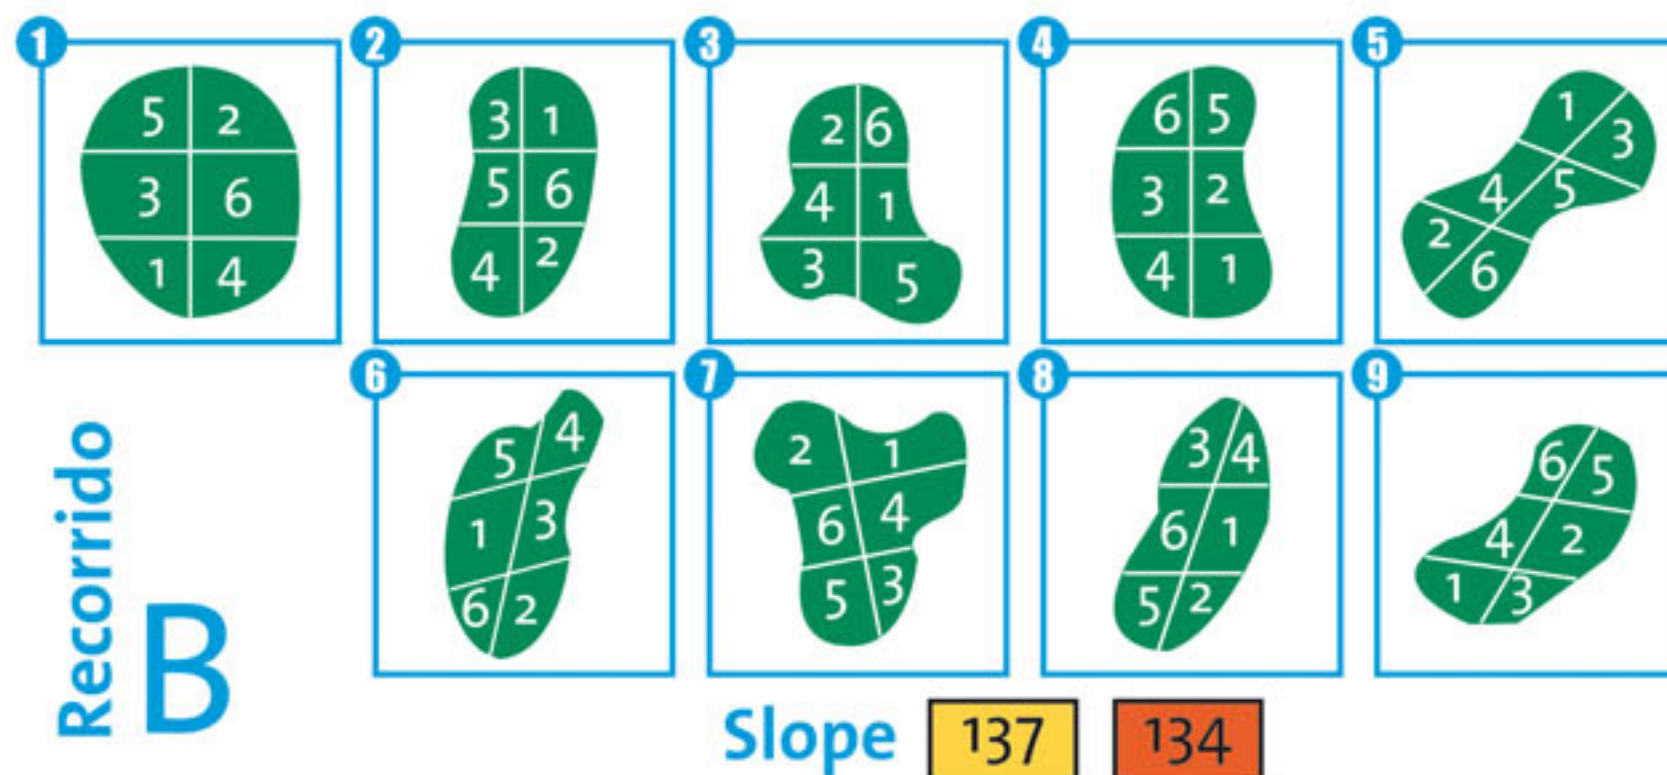 1 2 3 4 5
5 2 3 1 2 6 6 5 1 3
3 6 5 6 4 1 3 2 4 5
1 4 4 2 3 5 4 1 2 6
6 7 8 9
5 4 2 1 3 4 6 5
1 3 6 4 6 1 4 2
6 2 5 3 5 2 1 3
Recorrido
B
Slope 137 134